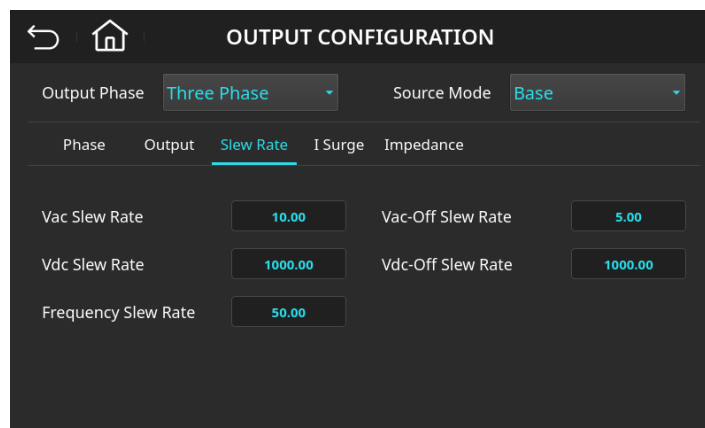 OUTPUT CONFIGURATION
Output Phase Three Phase Source Mode Base
Phase Output Slew Rate I Surge Impedance
Vac Slew Rate 10.00 Vac-Off Slew Rate 5.00
Vdc Slew Rate 1000.00 Vdc-Off Slew Rate 1000.00
Frequency Slew Rate 50.00